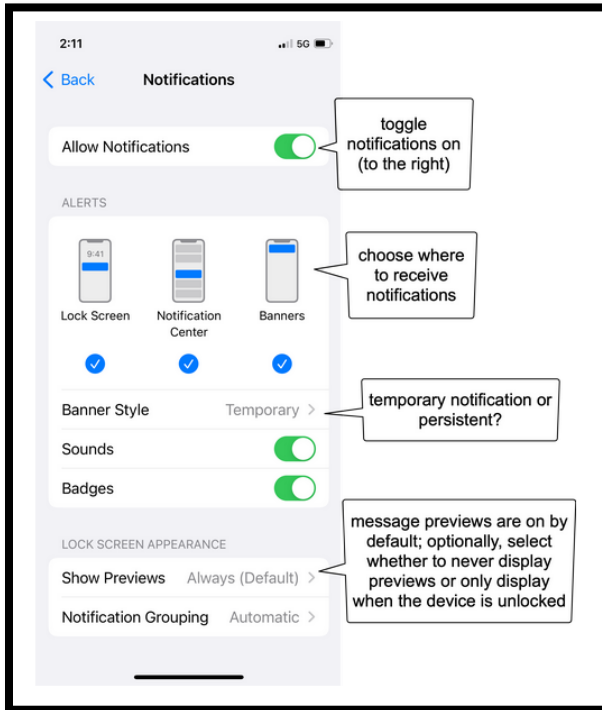 2:11
5G
Back
Notifications
Allow Notifications
toggle
notifications on
(to the right)
ALERTS
9:41
Lock Screen
Notification
Center
Banners
choose where
to receive
notifications
Banner Style
Temporary
temporary notification or
persistent?
Sounds
Badges
LOCK SCREEN APPEARANCE
Show Previews
Always (Default)
Notification Grouping
Automatic
message previews are on by
default; optionally, select
whether to never display
previews or only display
when the device is unlocked